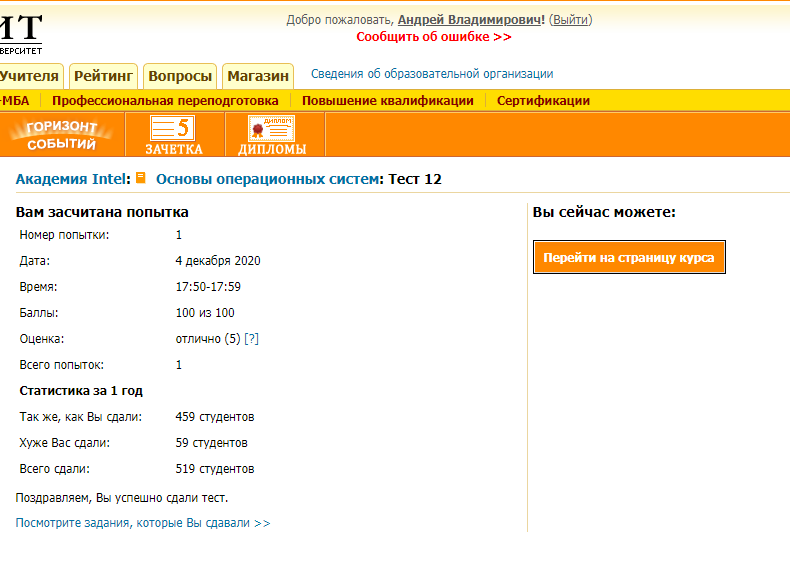 ИТ
ВЕРСИТЕТ
Добро пожаловать, Андрей Владимирович! (Выйти)
Сообщить об ошибке >>
Учителя Рейтинг Вопросы Магазин Сведения об образовательной организации
-МБА Профессиональная переподготовка Повышение квалификации Сертификации
ГОРИЗОНТ СОБЫТИЙ
5 ЗАЧЕТКА
ДИПЛОМ ДИПЛОМЫ
Академия Intel: Основы операционных систем: Тест 12
Вам засчитана попытка
Номер попытки: 1
Дата: 4 декабря 2020
Время: 17:50-17:59
Баллы: 100 из 100
Оценка: отлично (5) [?]
Всего попыток: 1
Статистика за 1 год
Так же, как Вы сдали: 459 студентов
Хуже Вас сдали: 59 студентов
Всего сдали: 519 студентов
Поздравляем, Вы успешно сдали тест.
Посмотрите задания, которые Вы сдавали >>
Вы сейчас можете:
Перейти на страницу курса